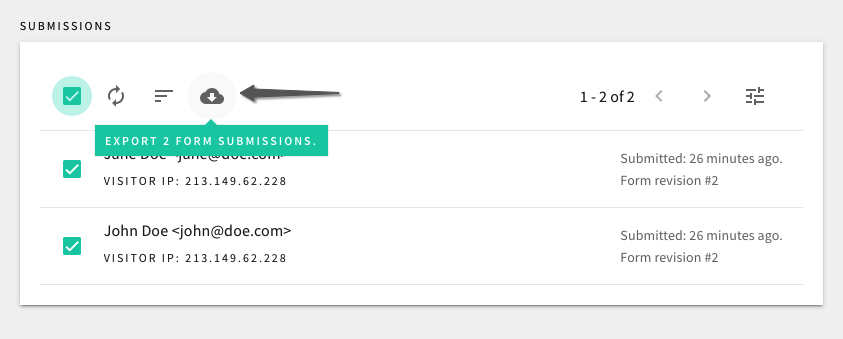 SUBMISSIONS
1 - 2 of 2
EXPORT 2 FORM SUBMISSIONS.
Jane Doe <jane@doe.com>
Submitted: 26 minutes ago.
VISITOR IP: 213.149.62.228
Form revision #2
John Doe <john@doe.com>
Submitted: 26 minutes ago.
VISITOR IP: 213.149.62.228
Form revision #2